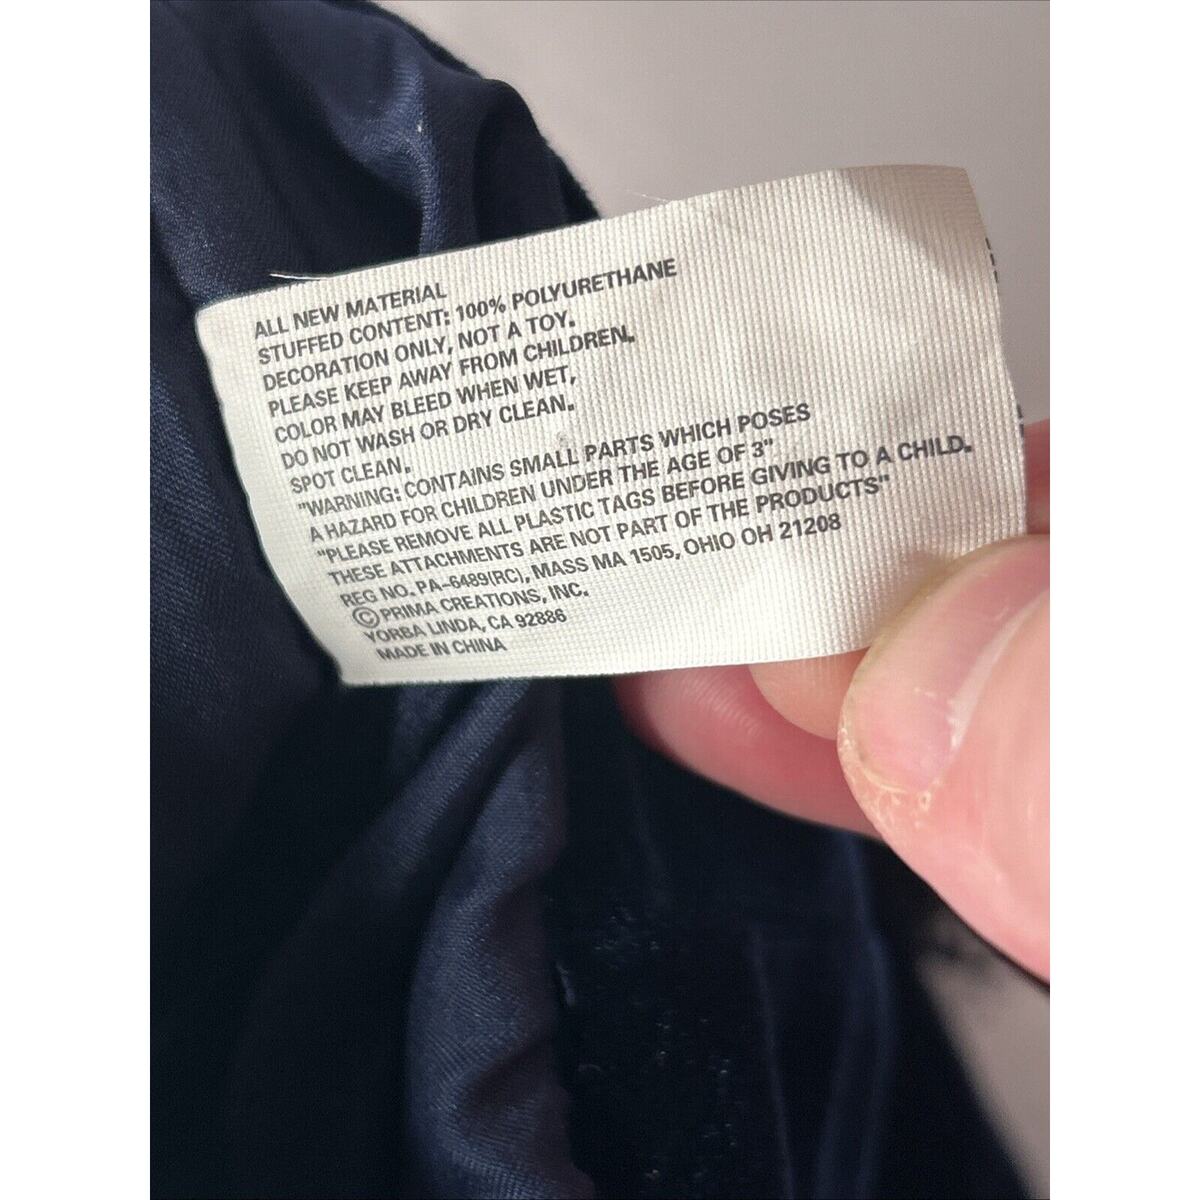 ALL NEW MATERIAL
STUFFED CONTENT: 100% POLYURETHANE
DECORATION ONLY, NOT A TOY.
PLEASE KEEP AWAY FROM CHILDREN.
COLOR MAY BLEED WHEN WET,
DO NOT WASH OR DRY CLEAN.
SPOT CLEAN.
"WARNING: CONTAINS SMALL PARTS WHICH POSES
A HAZARD FOR CHILDREN UNDER THE AGE OF 3"
"PLEASE REMOVE ALL PLASTIC TAGS BEFORE GIVING TO A CHILD.
THESE ATTACHMENTS ARE NOT PART OF THE PRODUCTS"
REG NO. PA-6489(RC), MASS MA 1505, OHIO OH 21208
© PRIMA CREATIONS, INC.
YORBA LINDA, CA 92886
MADE IN CHINA